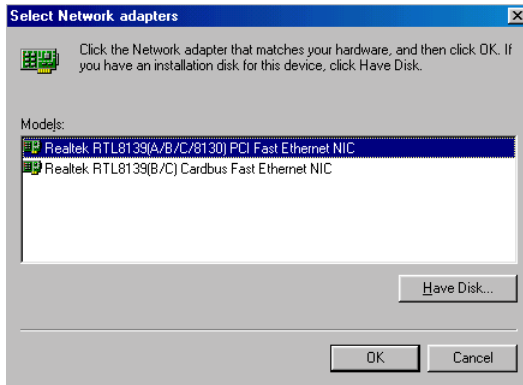 Select Network adapters
Click the Network adapter that matches your hardware, and then click OK. If
you have an installation disk for this device, click Have Disk.
Models:
Realtek RTL8139(A/B/C/8130) PCI Fast Ethernet NIC
Realtek RTL8139(B/C) Cardbus Fast Ethernet NIC
Have Disk...
OK
Cancel